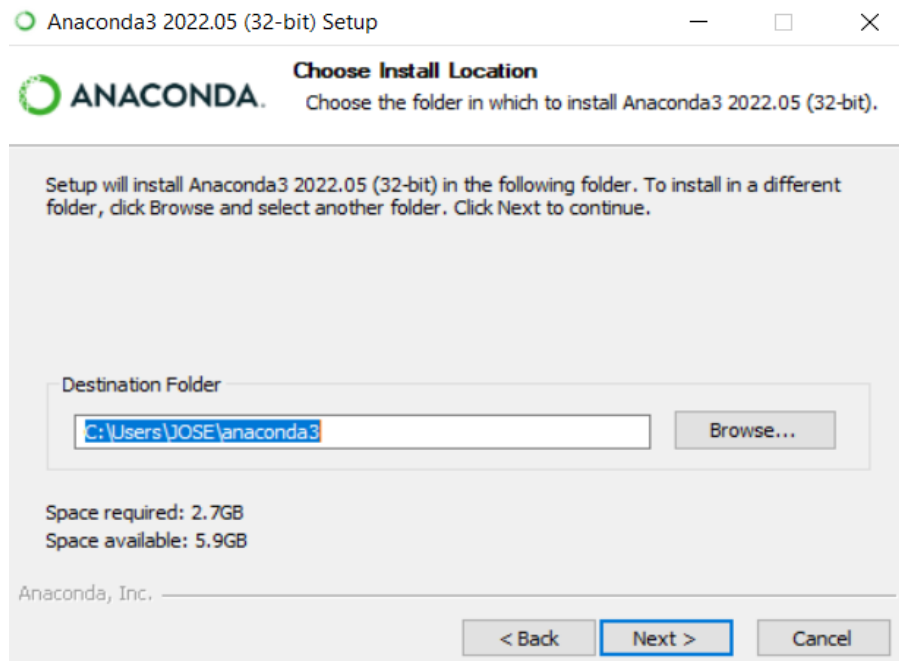 Anaconda3 2022.05 (32-bit) Setup
ANACONDA.
Choose Install Location
Choose the folder in which to install Anaconda3 2022.05 (32-bit).
Setup will install Anaconda3 2022.05 (32-bit) in the following folder. To install in a different
folder, click Browse and select another folder. Click Next to continue.
Destination Folder
C:\Users\JOSE\anaconda3
Browse...
Space required: 2.7GB
Space available: 5.9GB
Anaconda, Inc.
< Back
Next >
Cancel